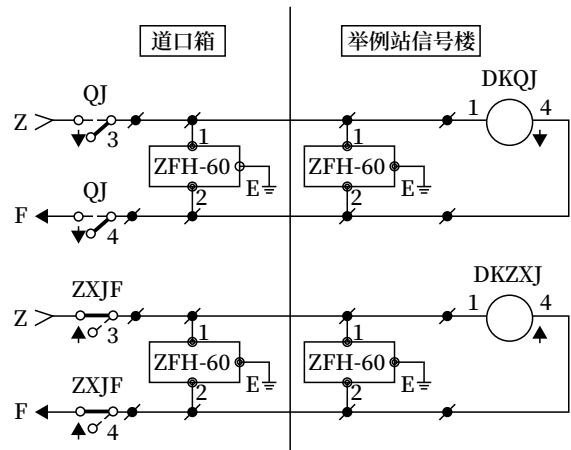 道口箱 举例站信号楼
DKQJ
QJ
Z 3 1 1 1 4
ZFH-60 E ZFH-60 E
QJ 2 2
F 4
DKZXJ
ZXJF
Z 3 1 1 1 4
ZFH-60 E ZFH-60 E
ZXJF 2 2
F 4